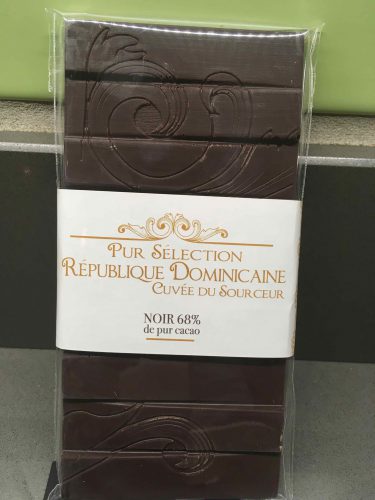 Pur Sélection
République Dominicaine
Cuvée du Sourceur
NOIR 68%
de pur cacao